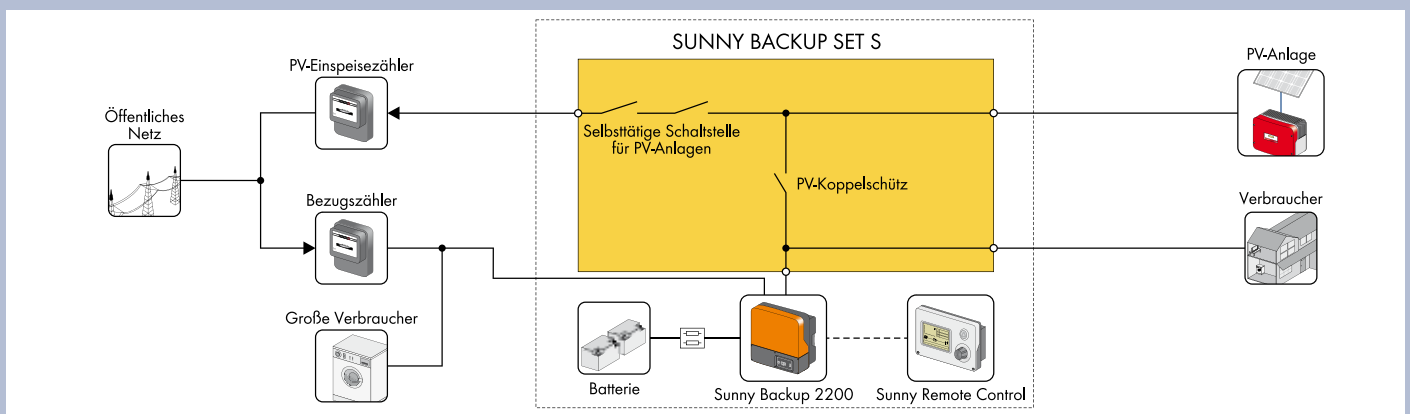 SUNNY BACKUP SET S
PV-Einspeisezähler
PV-Anlage
Öffentliches
Netz
Selbsttätige Schaltstelle
für PV-Anlagen
PV-Koppelschütz
Bezugszähler
Verbraucher
Große Verbraucher
Batterie
Sunny Backup 2200
Sunny Remote Control